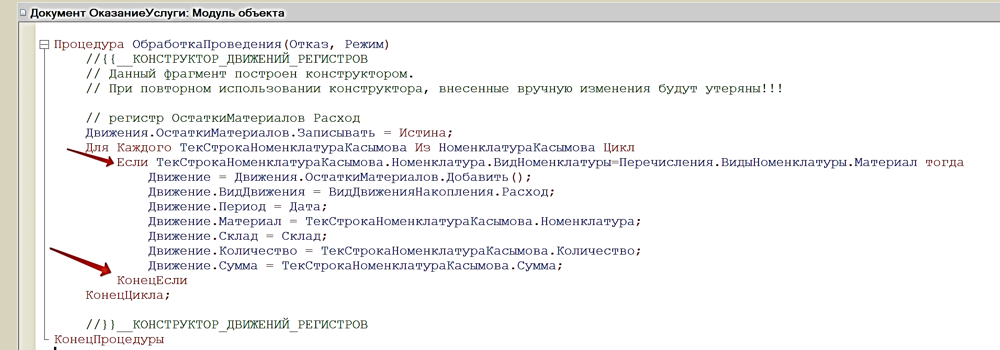 Документ ОказаниеУслуги: Модуль объекта
Процедура ОбработкаПроведения(Отказ, Режим)
//{{__КОНСТРУКТОР_ДВИЖЕНИЙ_РЕГИСТРОВ
// Данный фрагмент построен конструктором.
// При повторном использовании конструктора, внесенные вручную изменения будут утеряны!!!
// регистр ОстаткиМатериалов Расход
Движения.ОстаткиМатериалов.Записывать = Истина;
Для Каждого ТекСтрокаНоменклатураКасымова Из НоменклатураКасымова Цикл
Если ТекСтрокаНоменклатураКасымова.Номенклатура.ВидНоменклатуры=Перечисления.ВидыНоменклатуры.Материал тогда
Движение = Движения.ОстаткиМатериалов.Добавить();
Движение.ВидДвижения = ВидДвиженияНакопления.Расход;
Движение.Период = Дата;
Движение.Материал = ТекСтрокаНоменклатураКасымова.Номенклатура;
Движение.Склад = Склад;
Движение.Количество = ТекСтрокаНоменклатураКасымова.Количество;
Движение.Сумма = ТекСтрокаНоменклатураКасымова.Сумма;
КонецЕсли
КонецЦикла;
//}}__КОНСТРУКТОР_ДВИЖЕНИЙ_РЕГИСТРОВ
КонецПроцедуры